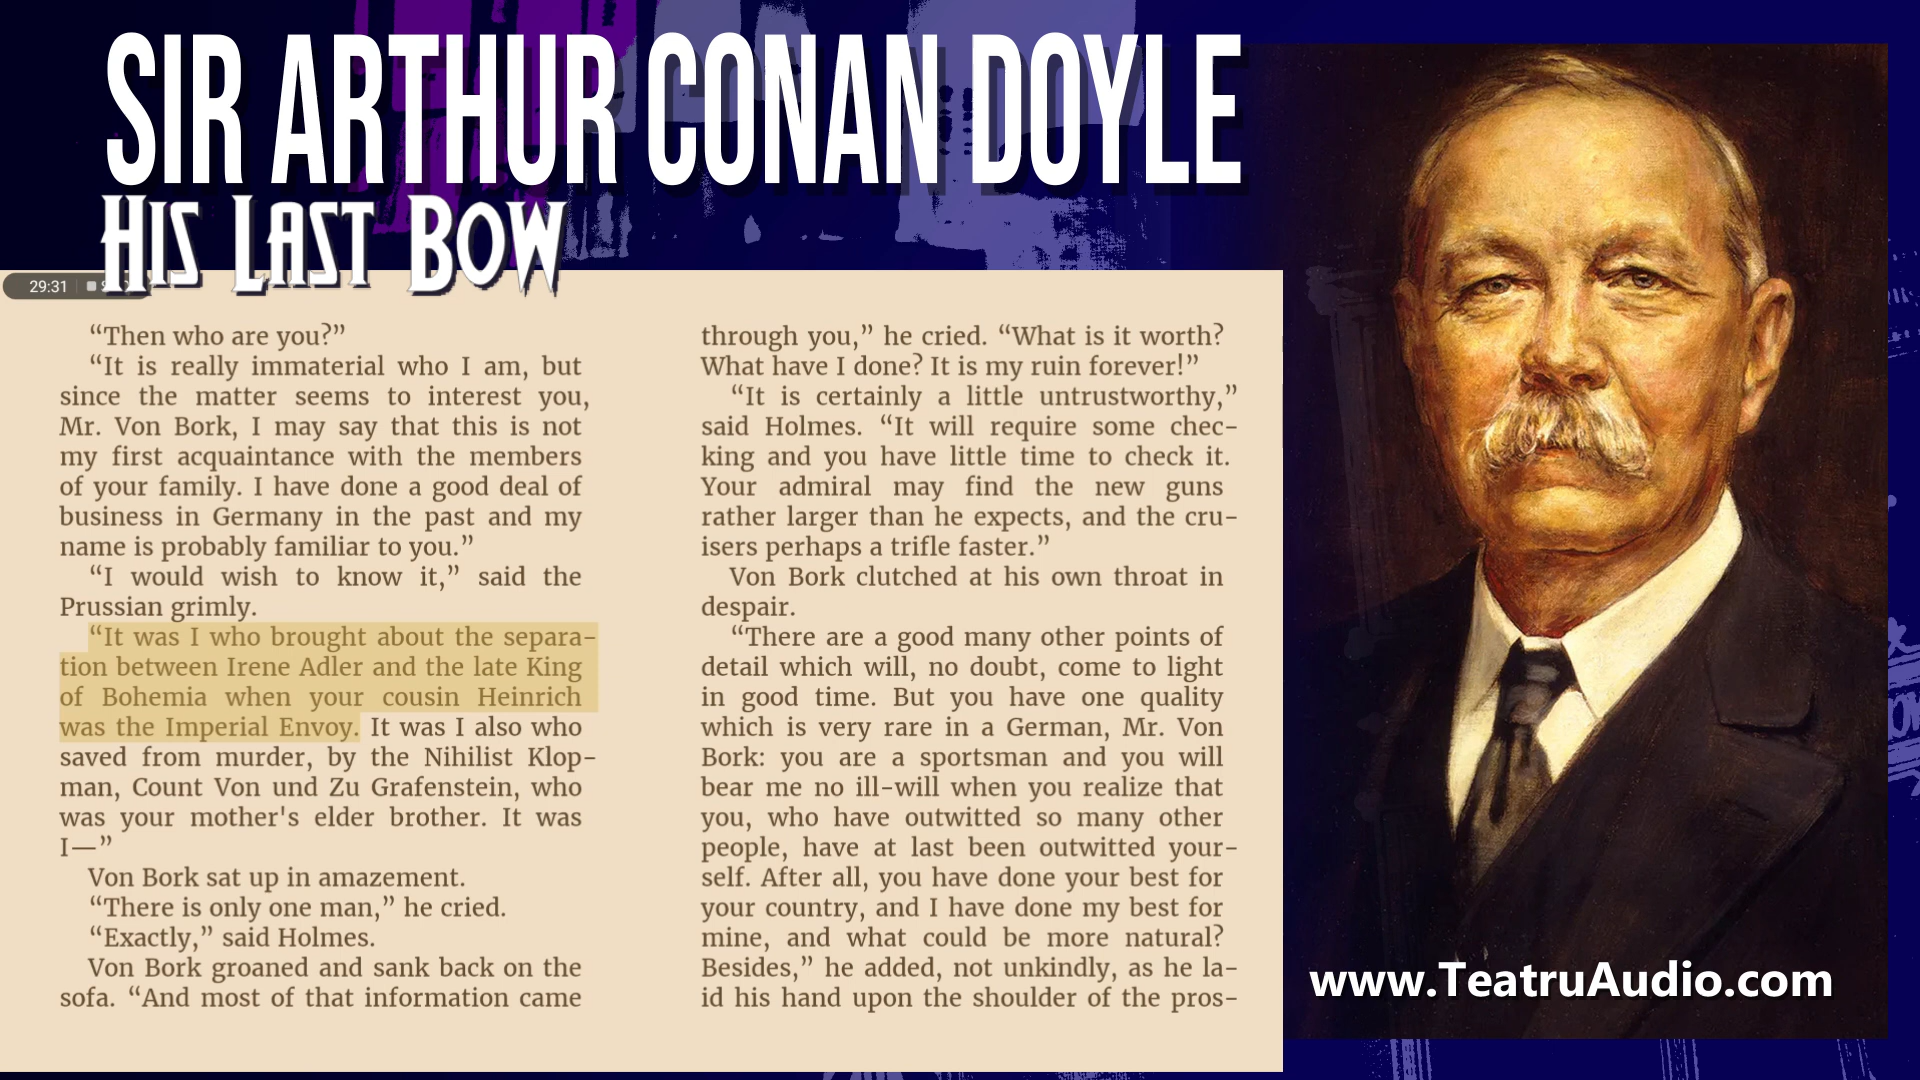 SIR ARTHUR CONAN DOYLE
HIS LAST BOW
29:31
“Then who are you?”
“It is really immaterial who I am, but
since the matter seems to interest you,
Mr. Von Bork, I may say that this is not
my first acquaintance with the members
of your family. I have done a good deal of
business in Germany in the past and my
name is probably familiar to you.”
“I would wish to know it,” said the
Prussian grimly.
“It was I who brought about the separa-
tion between Irene Adler and the late King
of Bohemia when your cousin Heinrich
was the Imperial Envoy. It was I also who
saved from murder, by the Nihilist Klop-
man, Count Von und Zu Grafenstein, who
was your mother's elder brother. It was
I—”
Von Bork sat up in amazement.
“There is only one man,” he cried.
“Exactly,” said Holmes.
Von Bork groaned and sank back on the
sofa. “And most of that information came
through you,” he cried. “What is it worth?
What have I done? It is my ruin forever!”
“It is certainly a little untrustworthy,”
said Holmes. “It will require some chec-
king and you have little time to check it.
Your admiral may find the new guns
rather larger than he expects, and the cru-
isers perhaps a trifle faster.”
Von Bork clutched at his own throat in
despair.
“There are a good many other points of
detail which will, no doubt, come to light
in good time. But you have one quality
which is very rare in a German, Mr. Von
Bork: you are a sportsman and you will
bear me no ill-will when you realize that
you, who have outwitted so many other
people, have at last been outwitted your-
self. After all, you have done your best for
your country, and I have done my best for
mine, and what could be more natural?
Besides,” he added, not unkindly, as he la-
id his hand upon the shoulder of the pros-
www.TeatruAudio.com